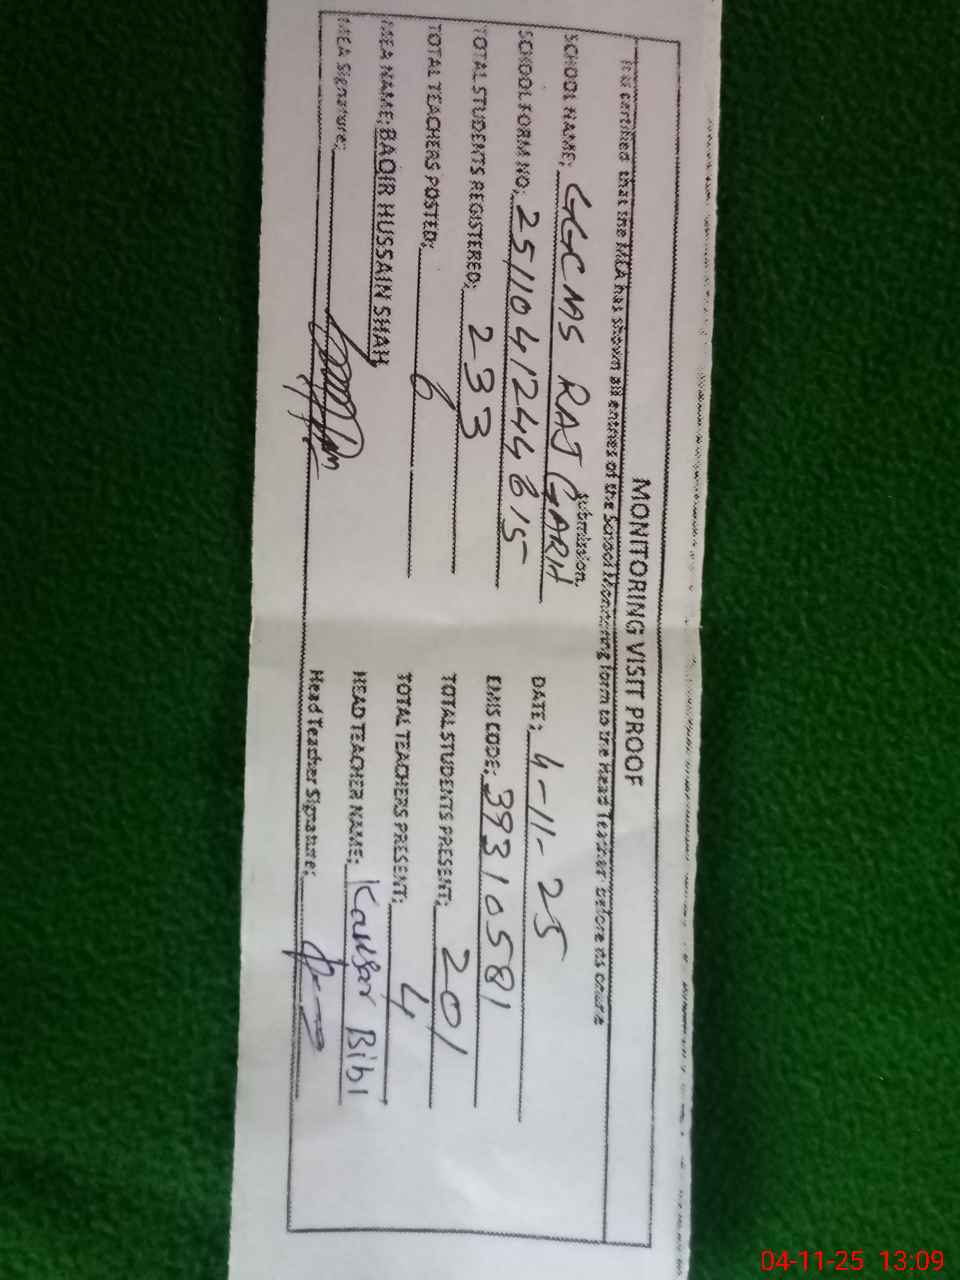 MONITORING VISIT PROOF
It is certified that the MEA has shown all entries of the School Monitoring form to the Head Teacher before its online
submission.
SCHOOL NAME: GGCMS RAJ GARH
DATE: 4-11-25
SCHOOL FORM NO: 2511041244815
EMIS CODE: 39310581
TOTAL STUDENTS REGISTERED: 233
TOTAL STUDENTS PRESENT: 201
TOTAL TEACHERS POSTED: 6
TOTAL TEACHERS PRESENT: 4
MEA NAME: BAQIR HUSSAIN SHAH
HEAD TEACHER NAME: Kausar Bibi
MEA Signature:
Head Teacher Signature:
04-11-25 13:09